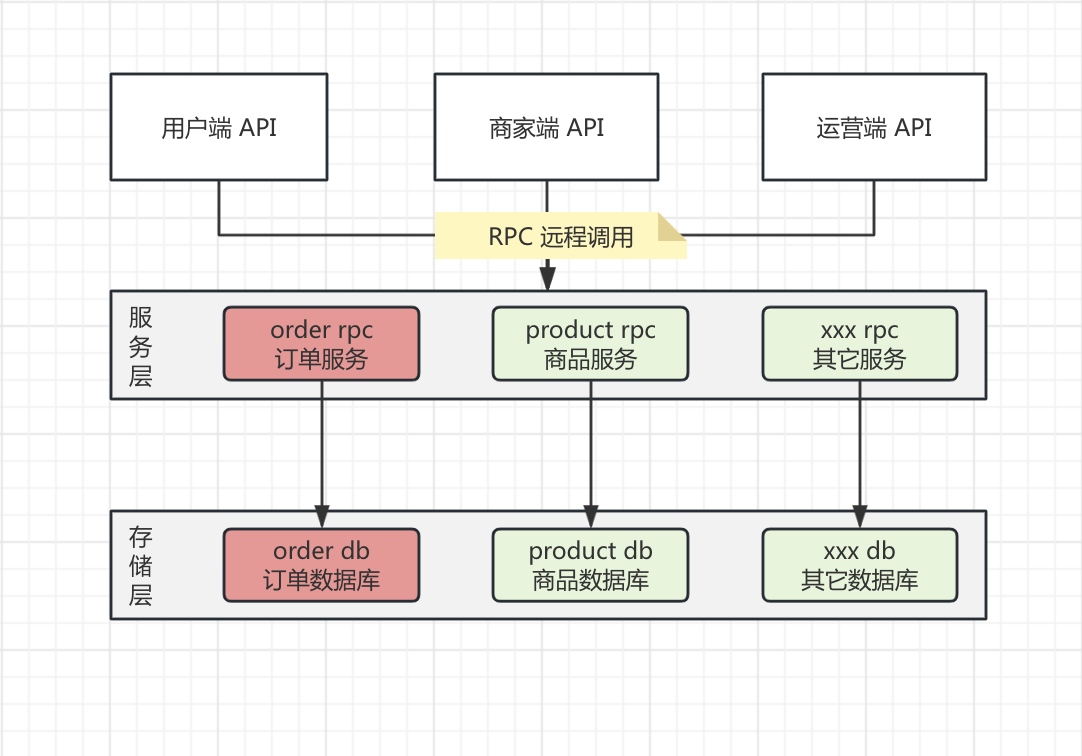 用户端 API
商家端 API
运营端 API
RPC 远程调用
服务层
order rpc
订单服务
product rpc
商品服务
xxx rpc
其它服务
存储层
order db
订单数据库
product db
商品数据库
xxx db
其它数据库